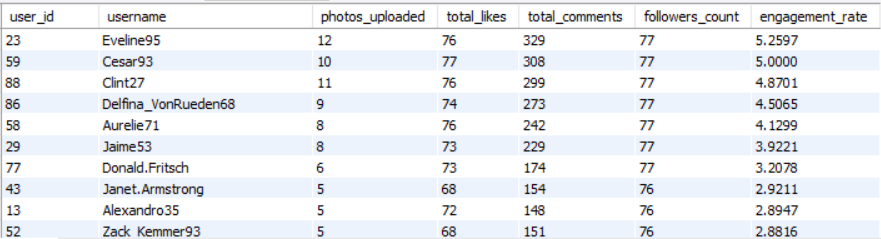 user_id username photos_uploaded total_likes total_comments followers_count engagement_rate
23 Eveline95 12 76 329 77 5.2597
59 Cesar93 10 77 308 77 5.0000
88 Clint27 11 76 299 77 4.8701
86 Delfina_VonRueden68 9 74 273 77 4.5065
58 Aurelie71 8 76 242 77 4.1299
29 Jaime53 8 73 229 77 3.9221
77 Donald.Fritsch 6 73 174 77 3.2078
43 Janet.Armstrong 5 68 154 76 2.9211
13 Alexandro35 5 72 148 76 2.8947
52 Zack_Kemmer93 5 68 151 76 2.8816